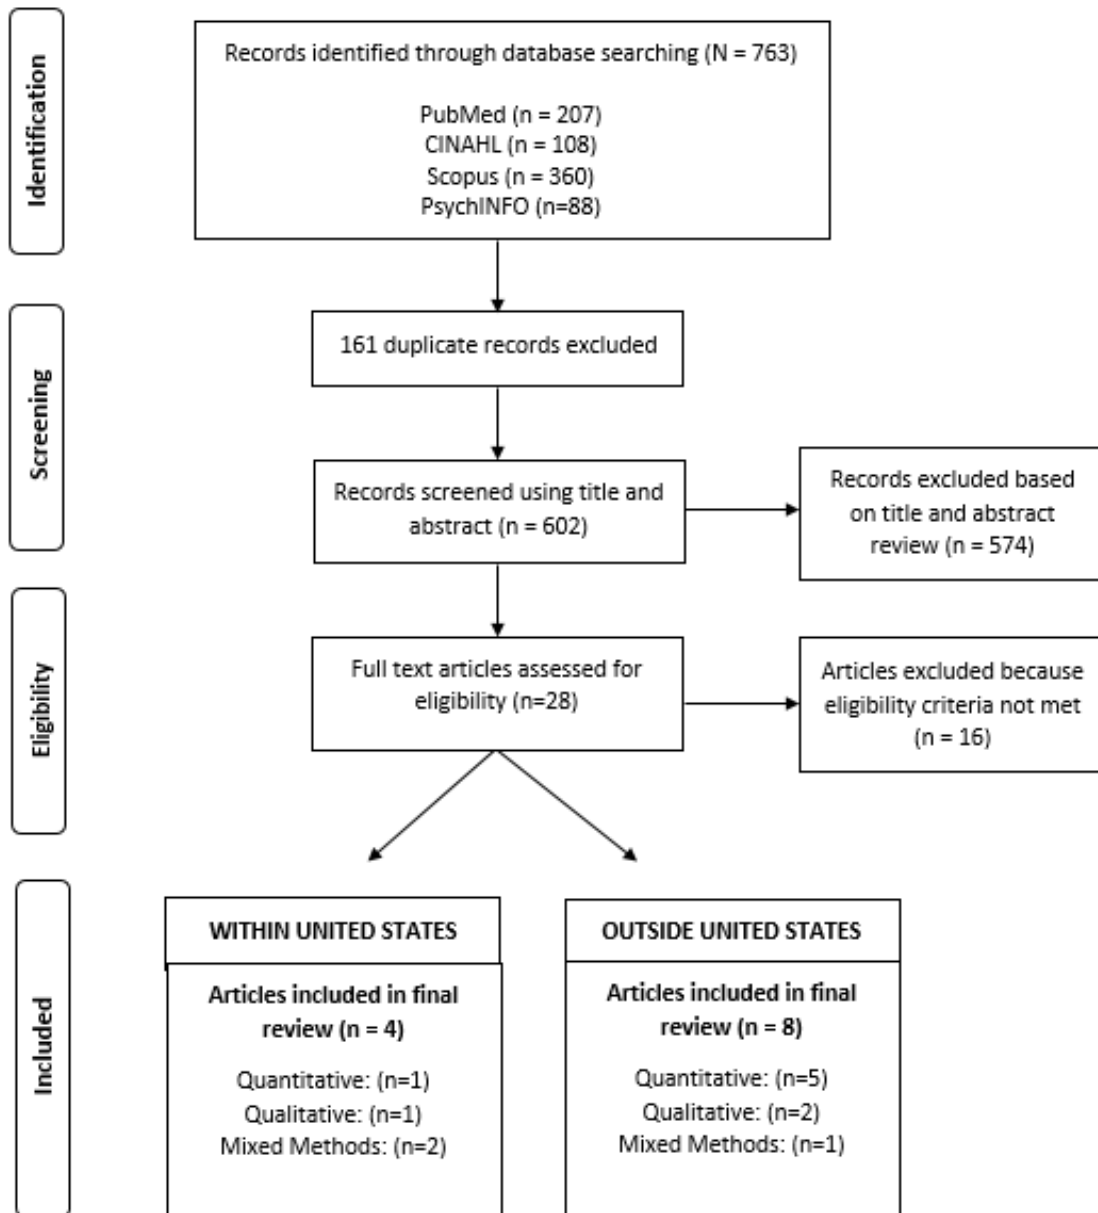 Identification
Records identified through database searching (N = 763)
PubMed (n = 207)
CINAHL (n = 108)
Scopus (n = 360)
PsychINFO (n=88)
Screening
161 duplicate records excluded
Records screened using title and
abstract (n = 602)
Records excluded based
on title and abstract
review (n = 574)
Eligibility
Full text articles assessed for
eligibility (n=28)
Articles excluded because
eligibility criteria not met
(n = 16)
Included
WITHIN UNITED STATES
Articles included in final
review (n = 4)
Quantitative: (n=1)
Qualitative: (n=1)
Mixed Methods: (n=2)
OUTSIDE UNITED STATES
Articles included in final
review (n = 8)
Quantitative: (n=5)
Qualitative: (n=2)
Mixed Methods: (n=1)